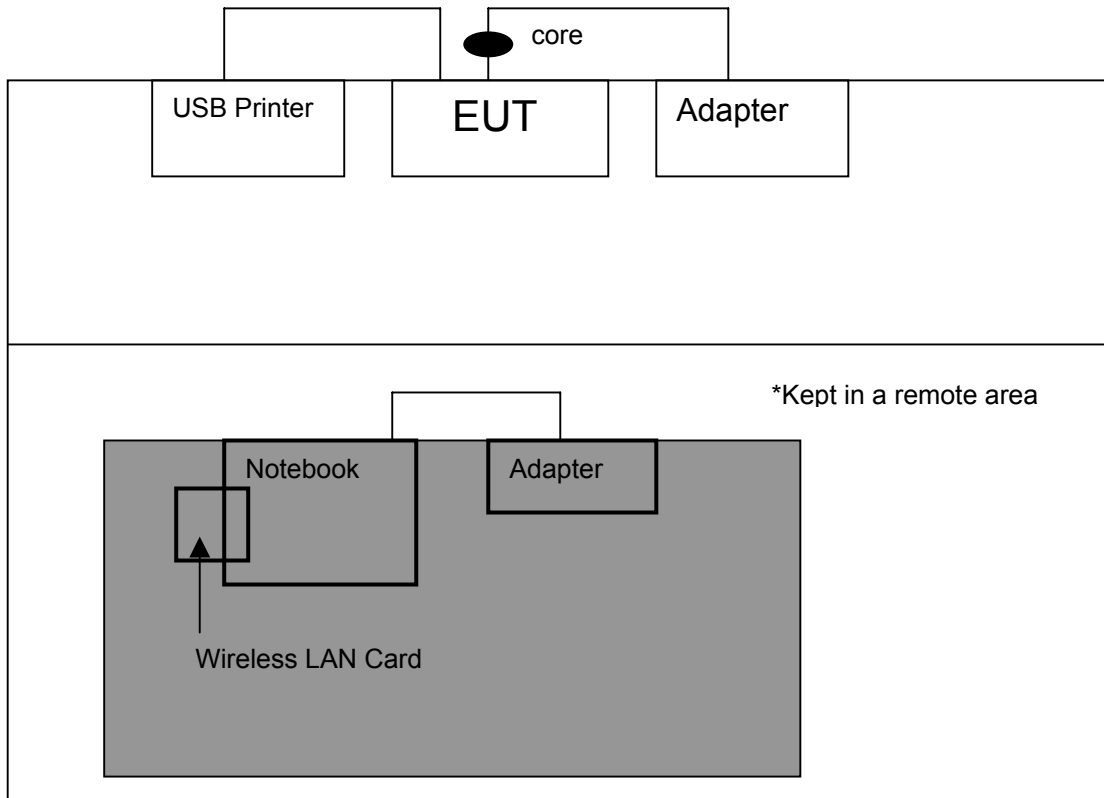 core
USB Printer
EUT
Adapter
*Kept in a remote area
Notebook
Adapter
Wireless LAN Card